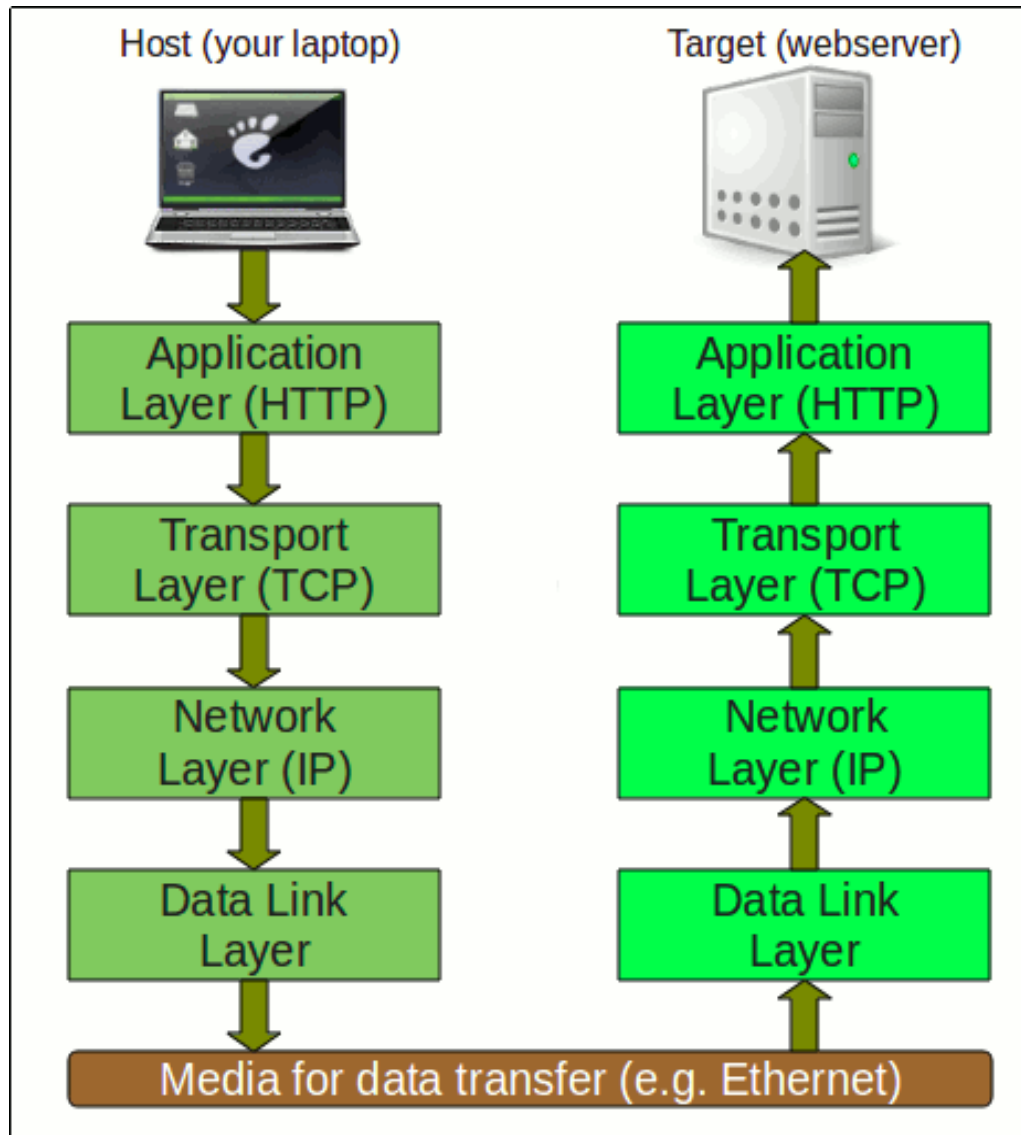 Host (your laptop)
Target (webserver)
Application
Layer (HTTP)
Transport
Layer (TCP)
Network
Layer (IP)
Data Link
Layer
Application
Layer (HTTP)
Transport
Layer (TCP)
Network
Layer (IP)
Data Link
Layer
Media for data transfer (e.g. Ethernet)